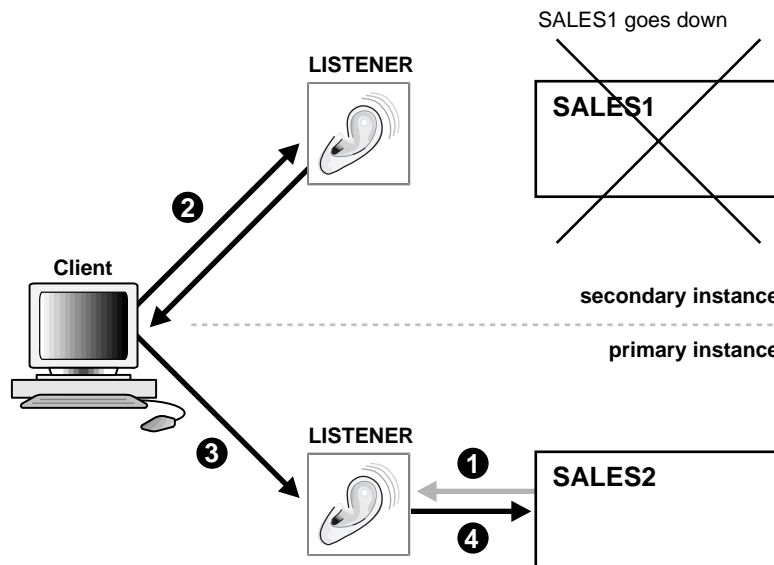 SALES1 goes down
LISTENER
SALES1
2
Client
secondary instance
primary instance
3
LISTENER
1
SALES2
4